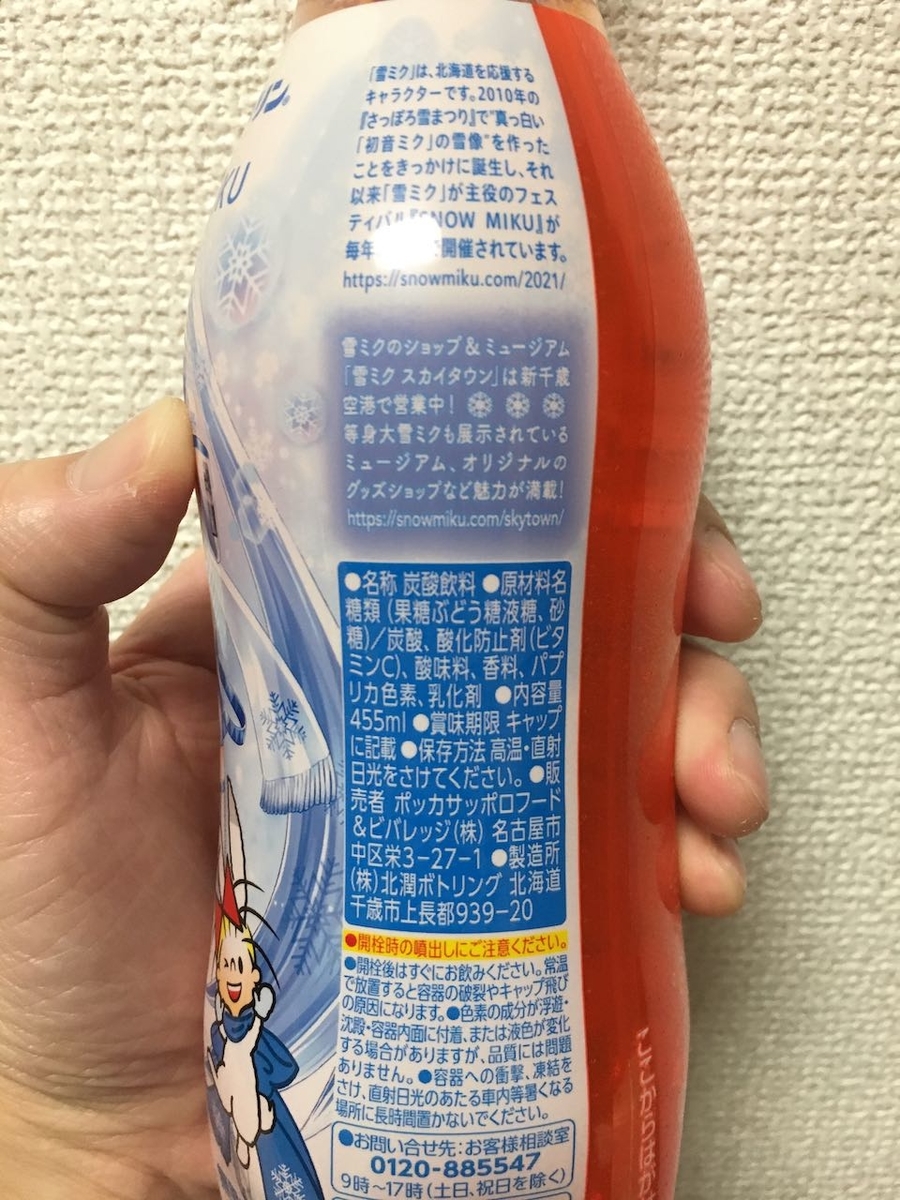 リン®
IKU
「雪ミク」は、北海道を応援する
キャラクターです。2010年の
『さっぽろ雪まつり』で"真っ白い
「初音ミク」の雪像"を作った
ことをきっかけに誕生し、それ
以来「雪ミク」が主役のフェス
ティバル『SNOW MIKU』が
毎年 で開催されています。
https://snowmiku.com/2021/
雪ミクのショップ&ミュージアム
「雪ミク スカイタウン」は新千歳
空港で営業中!
等身大雪ミクも展示されている
ミュージアム、オリジナルの
グッズショップなど魅力が満載!
https://snowmiku.com/skytown/
●名称 炭酸飲料 ●原材料名
糖類(果糖ぶどう糖液糖、砂
糖)/炭酸、酸化防止剤(ビタ
ミンC)、酸味料、香料、パプ
リカ色素、乳化剤 ●内容量
455ml ●賞味期限 キャップ
に記載 ●保存方法 高温・直射
日光をさけてください。 ●販
売者 ポッカサッポロフード
&ビバレッジ(株) 名古屋市
中区栄3-27-1 ●製造所
(株)北潤ボトリング 北海道
千歳市上長都939-20
●開栓時の噴出しにご注意ください。
●開栓後はすぐにお飲みください。常温
で放置すると容器の破裂やキャップ飛び
の原因になります。●色素の成分が浮遊・
沈殿・容器内面に付着、または液色が変化
する場合がありますが、品質には問題
ありません。●容器への衝撃、凍結を
さけ、直射日光のあたる車内等暑くなる
場所に長時間置かないでください。
●お問い合せ先:お客様相談室
0120-885547
9時~17時(土日、祝日を除く)
ここからはがせ